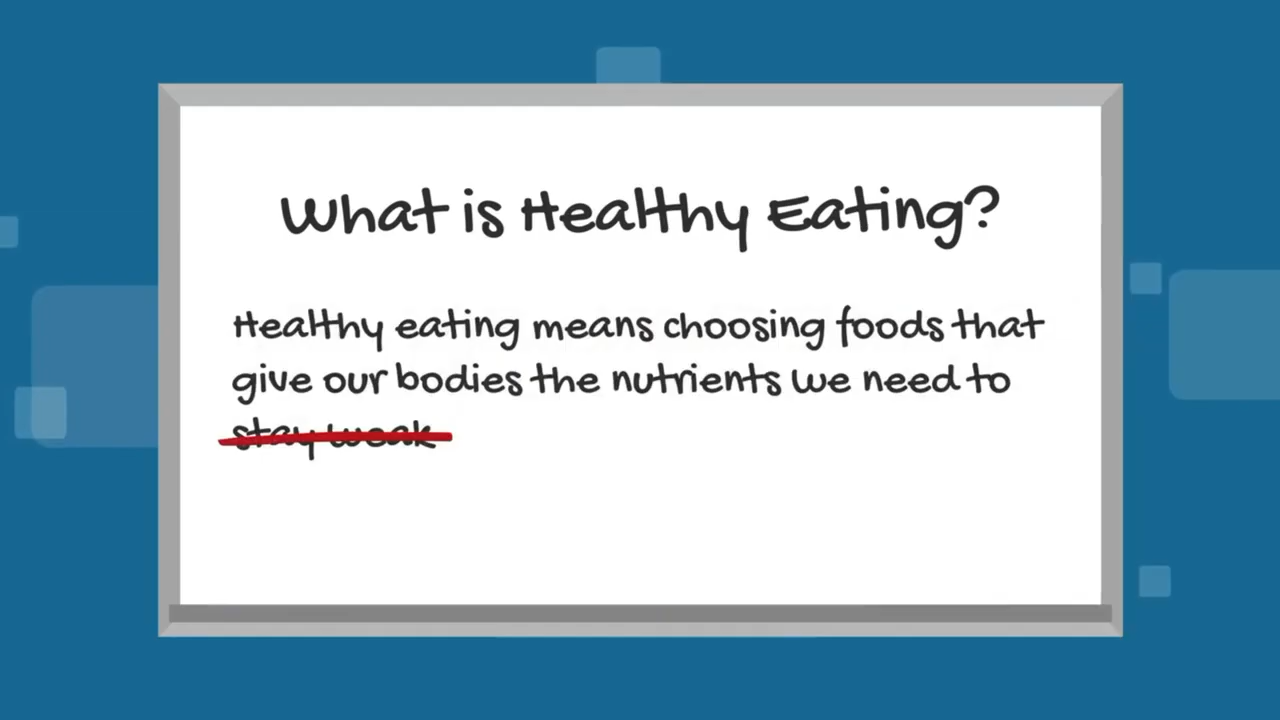 What is Healthy Eating?
Healthy eating means choosing foods that
give our bodies the nutrients we need to
stay weak